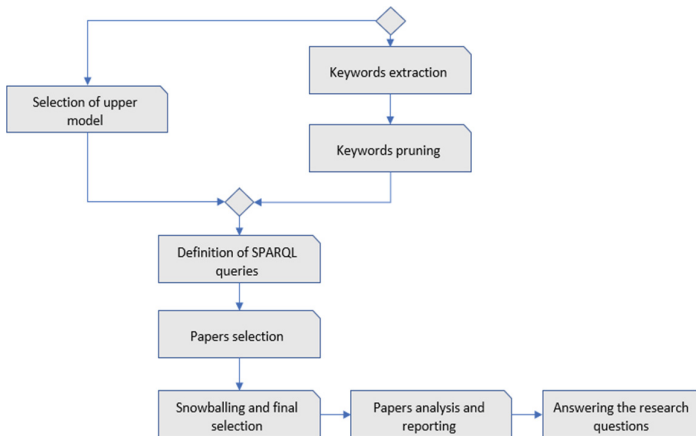 Keywords extraction
Selection of upper
model
Keywords pruning
Definition of SPARQL
queries
Papers selection
Snowballing and final
selection
Papers analysis and
reporting
Answering the research
questions